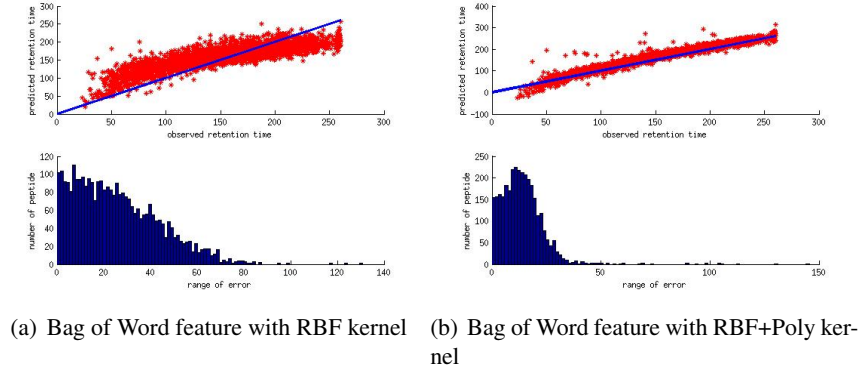 300
250
200
150
100
50
0
predicted retention time
0 50 100 150 200 250 300
observed retention time
120
100
80
60
40
20
0
number of peptide
0 20 40 60 80 100 120 140
range of error
(a) Bag of Word feature with RBF kernel
400
300
200
100
0
-100
predicted retention time
0 50 100 150 200 250 300
observed retention time
250
200
150
100
50
0
number of peptide
0 50 100 150
range of error
(b) Bag of Word feature with RBF+Poly ker-
nel